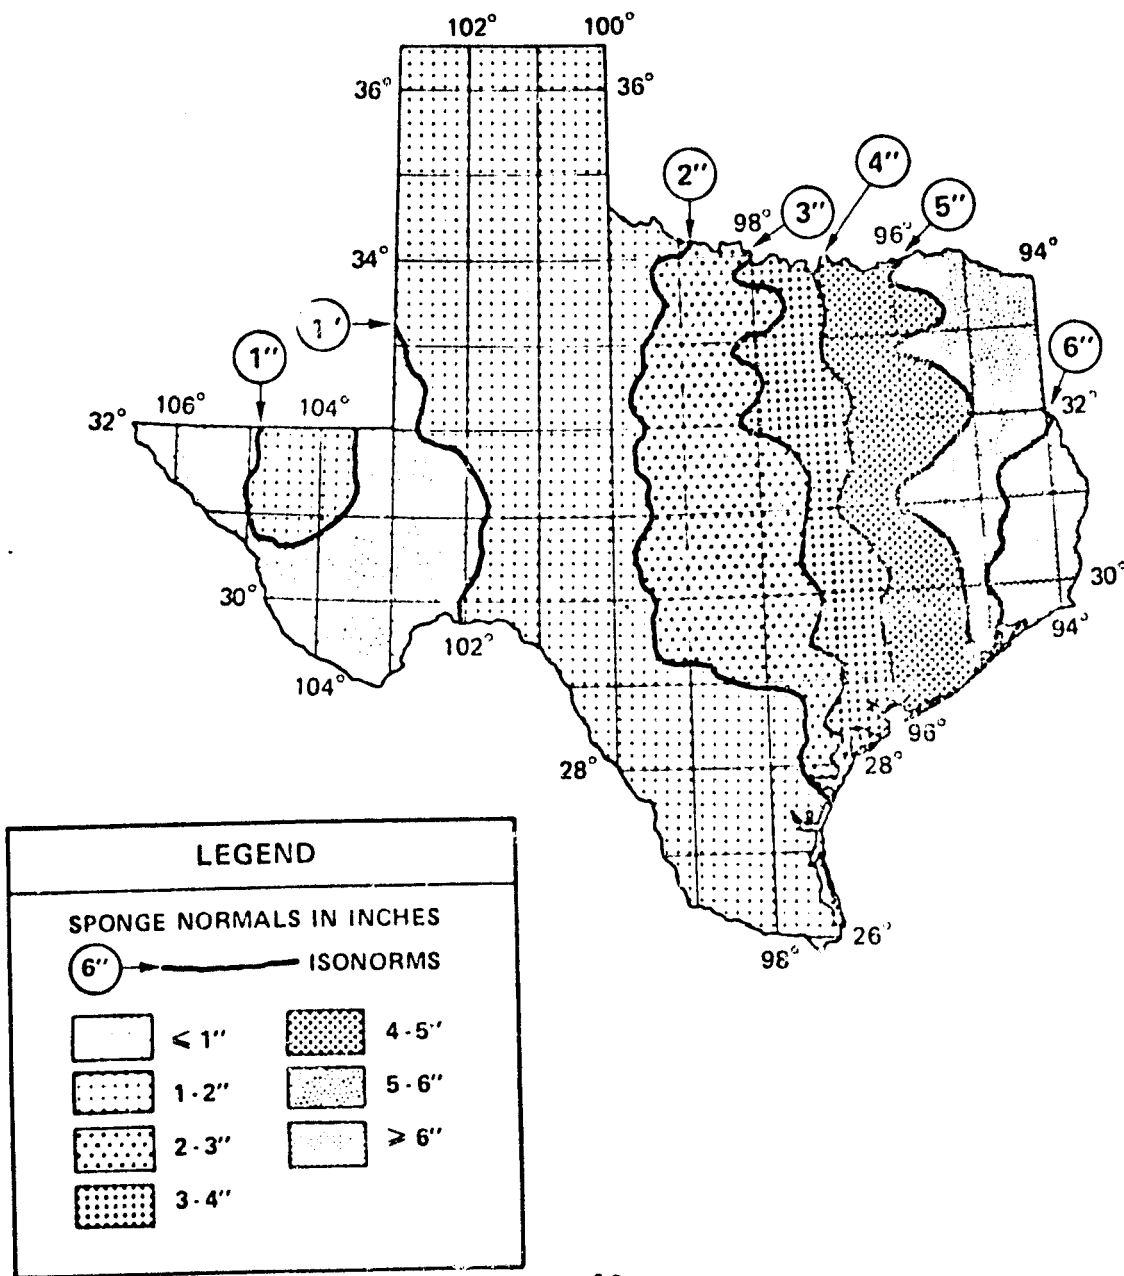 102° 100°
36° 36°
2" 4"
98° 3" 96° 5"
34° 94°
1"
1" 6"
32° 106° 104° 32°
30° 30°
102° 94°
104° 96°
28° 28°
98° 26°
LEGEND
SPONGE NORMALS IN INCHES
6" ISONORMS
≤ 1" 4-5"
1-2" 5-6"
2-3" ≥ 6"
3-4"